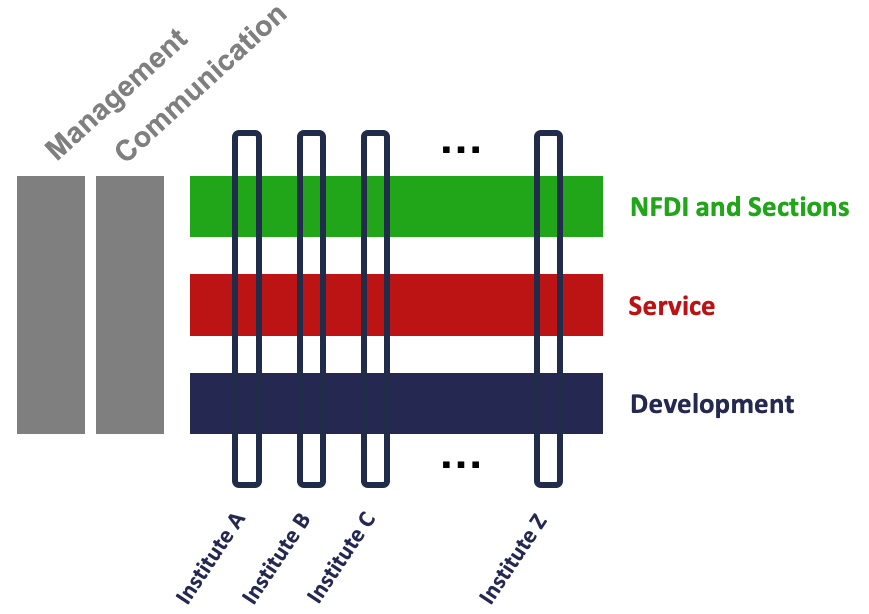 Management
Communication
...
NFDI and Sections
Service
Development
...
Institute A
Institute B
Institute C
Institute Z